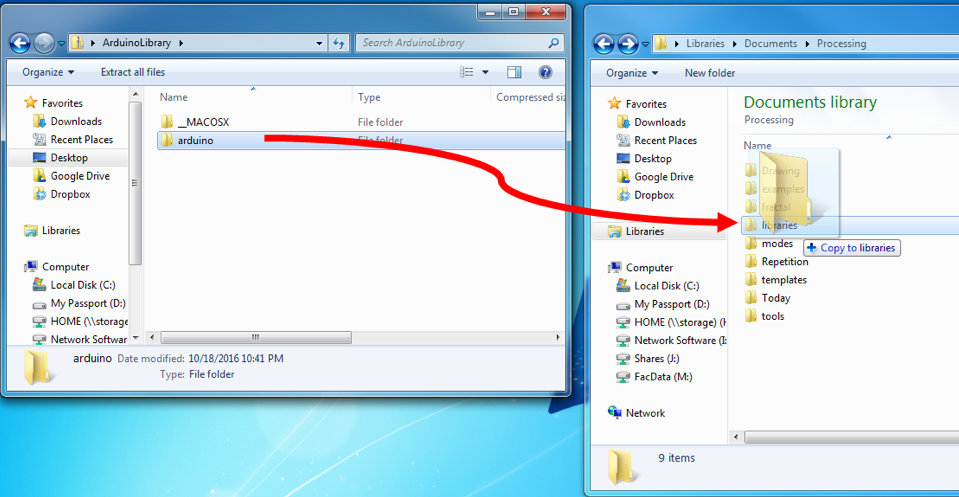 ArduinoLibrary
Search ArduinoLibrary
Organize
Extract all files
Favorites
Downloads
Recent Places
Desktop
Google Drive
Dropbox
Libraries
Computer
Local Disk (C:)
My Passport (D:)
HOME (\\storage
Network Softwar
Name Type Compressed siz
__MACOSX File folder
arduino File folder
arduino Date modified: 10/18/2016 10:41 PM
Type: File folder
Libraries Documents Processing
Organize
New folder
Favorites
Downloads
Recent Places
Desktop
Google Drive
Dropbox
Libraries
Computer
Local Disk (C:)
My Passport (D:)
HOME (\\storage) (H
Network Software (I:
Shares (J:)
FacData (M:)
Network
Documents library
Processing
Name
Drawing
examples
fractal
libraries
Copy to libraries
modes
Repetition
templates
Today
tools
9 items